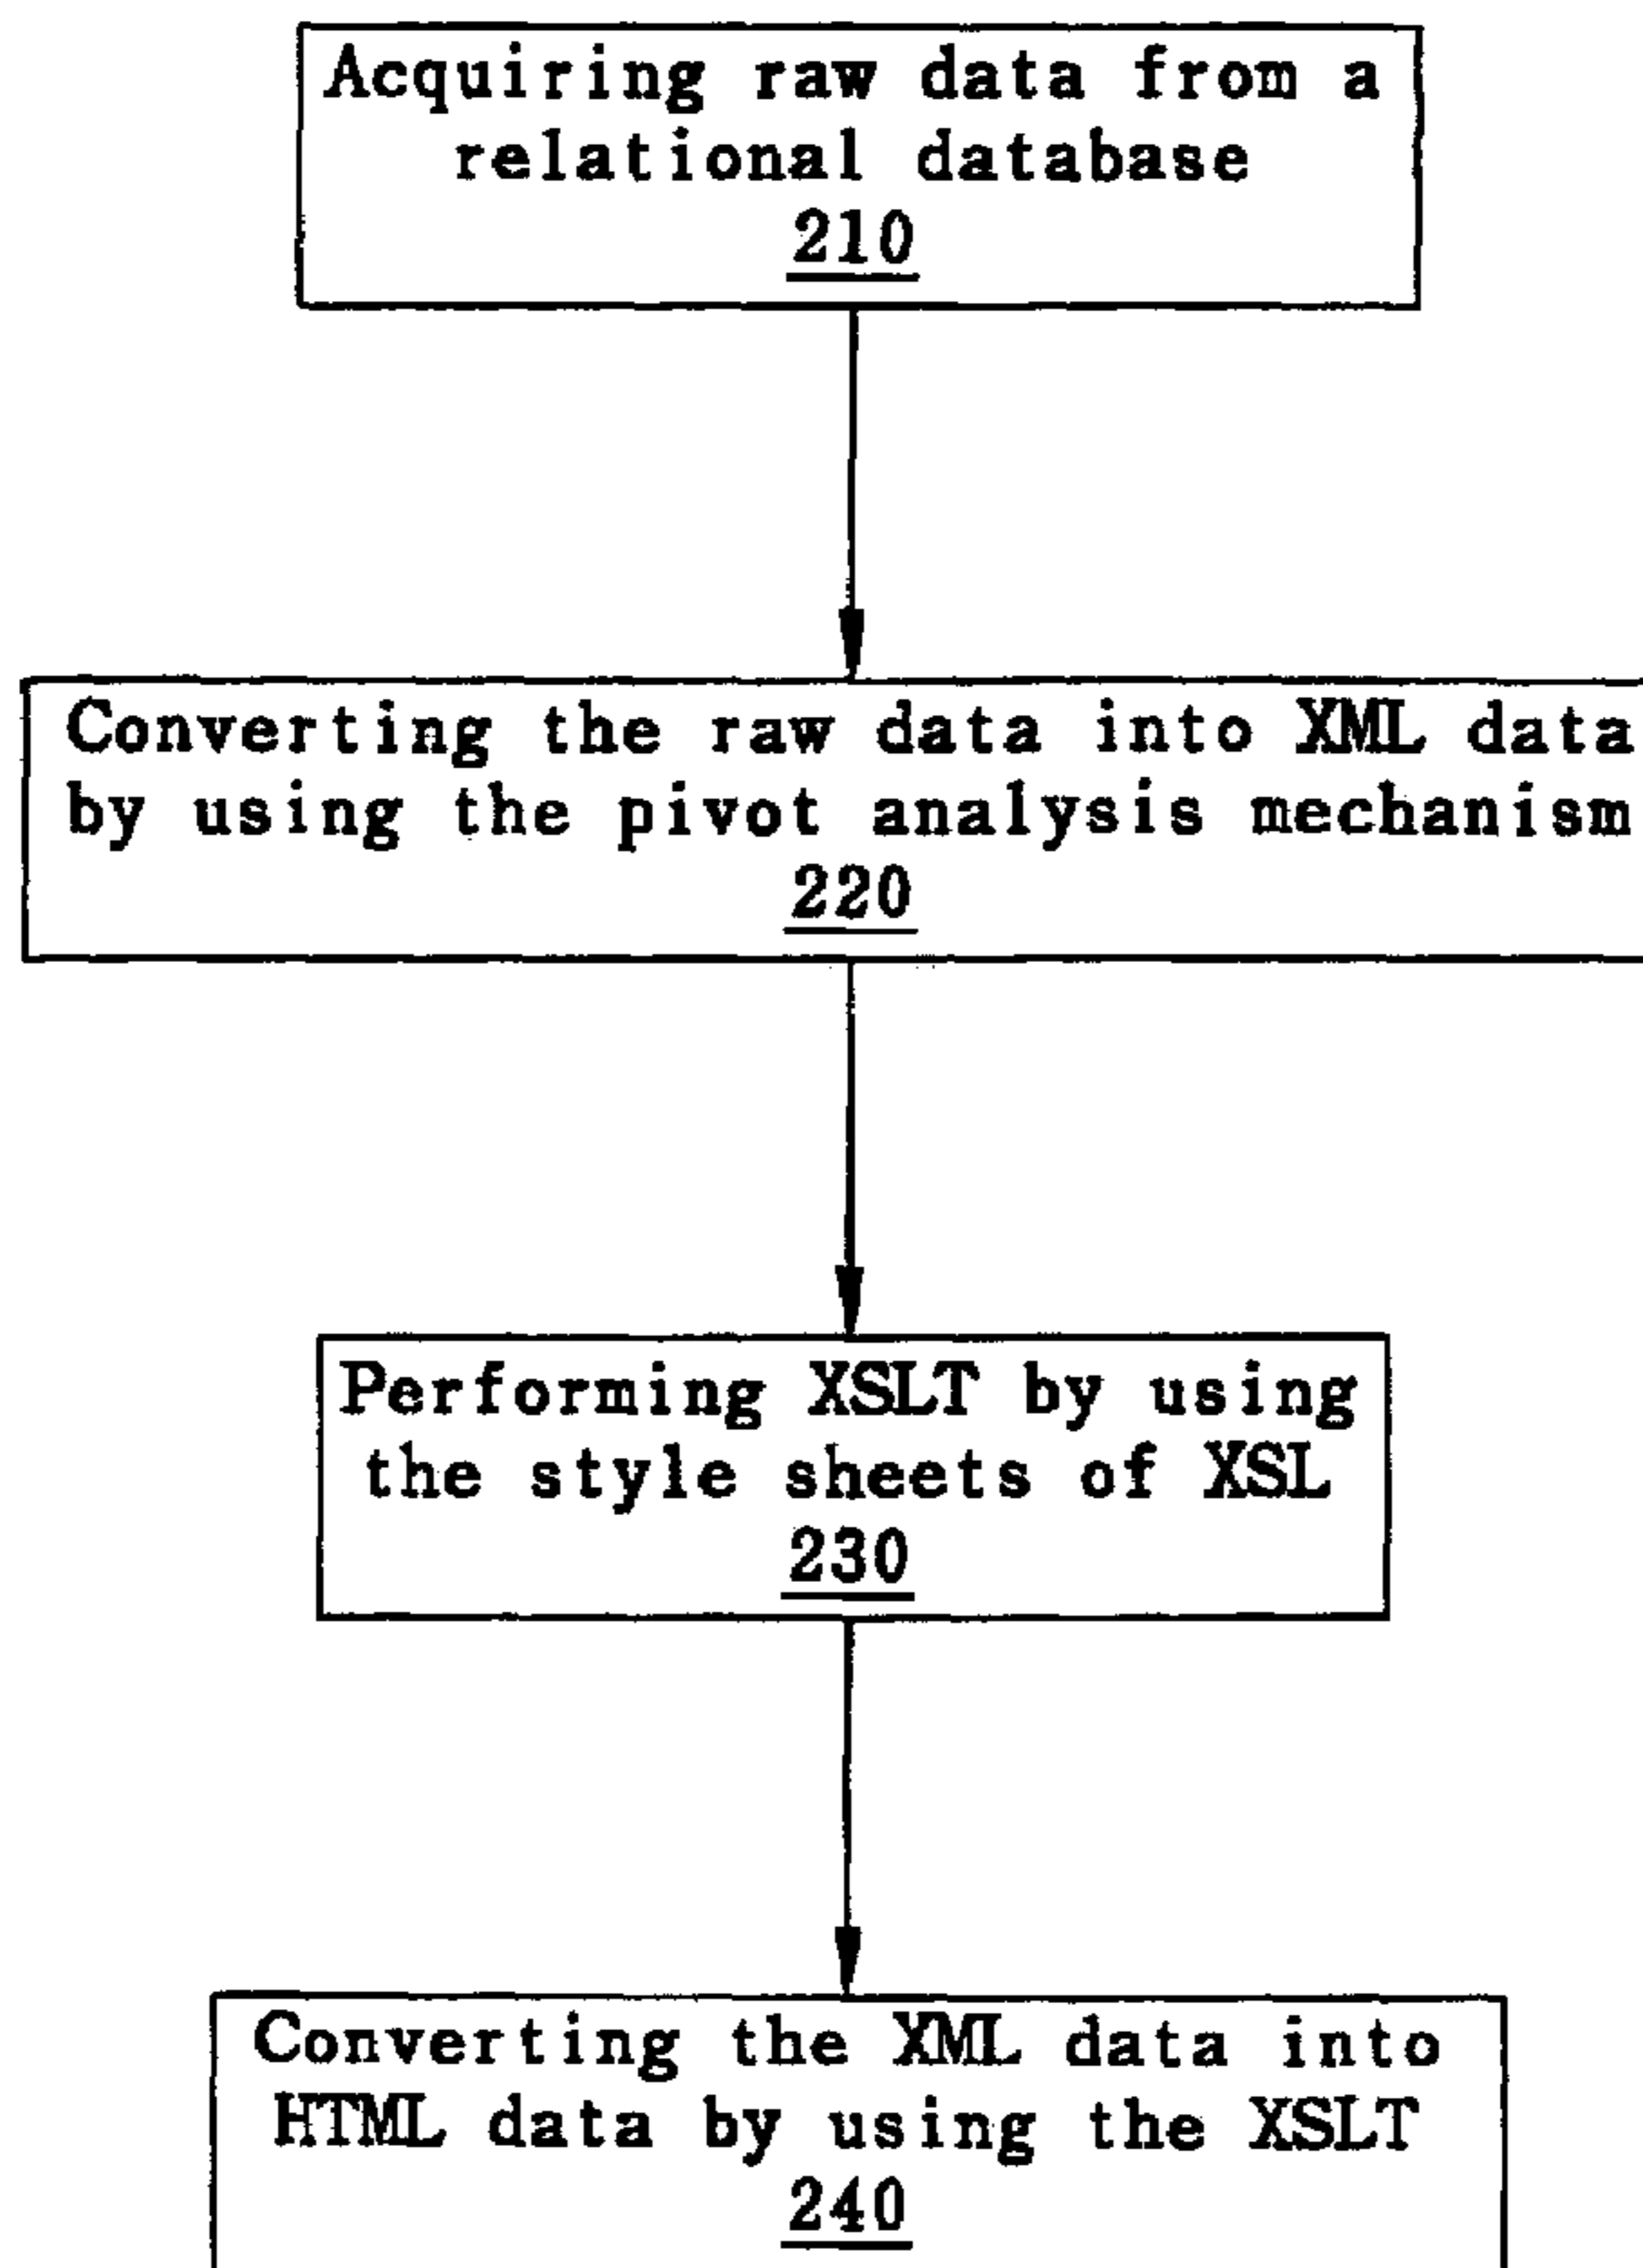 Acquiring raw data from a
relational database
210
Converting the raw data into XML data
by using the pivot analysis mechanism
220
Performing XSLT by using
the style sheets of XSL
230
Converting the XML data into
HTML data by using the XSLT
240